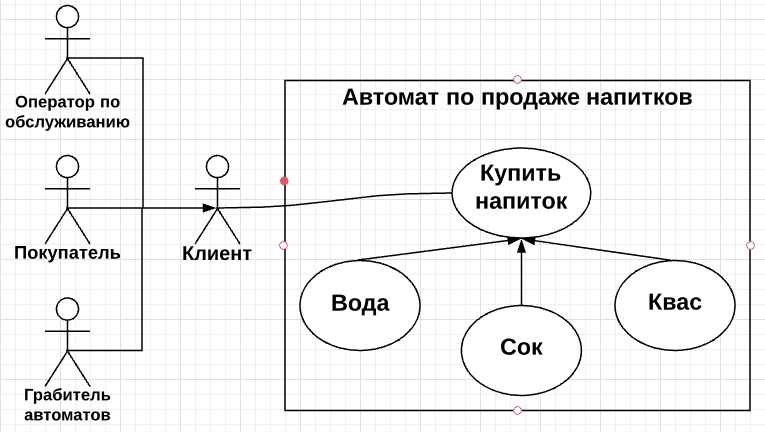 Оператор по
обслуживанию
Покупатель
Грабитель
автоматов
Клиент
Автомат по продаже напитков
Купить
напиток
Вода
Сок
Квас